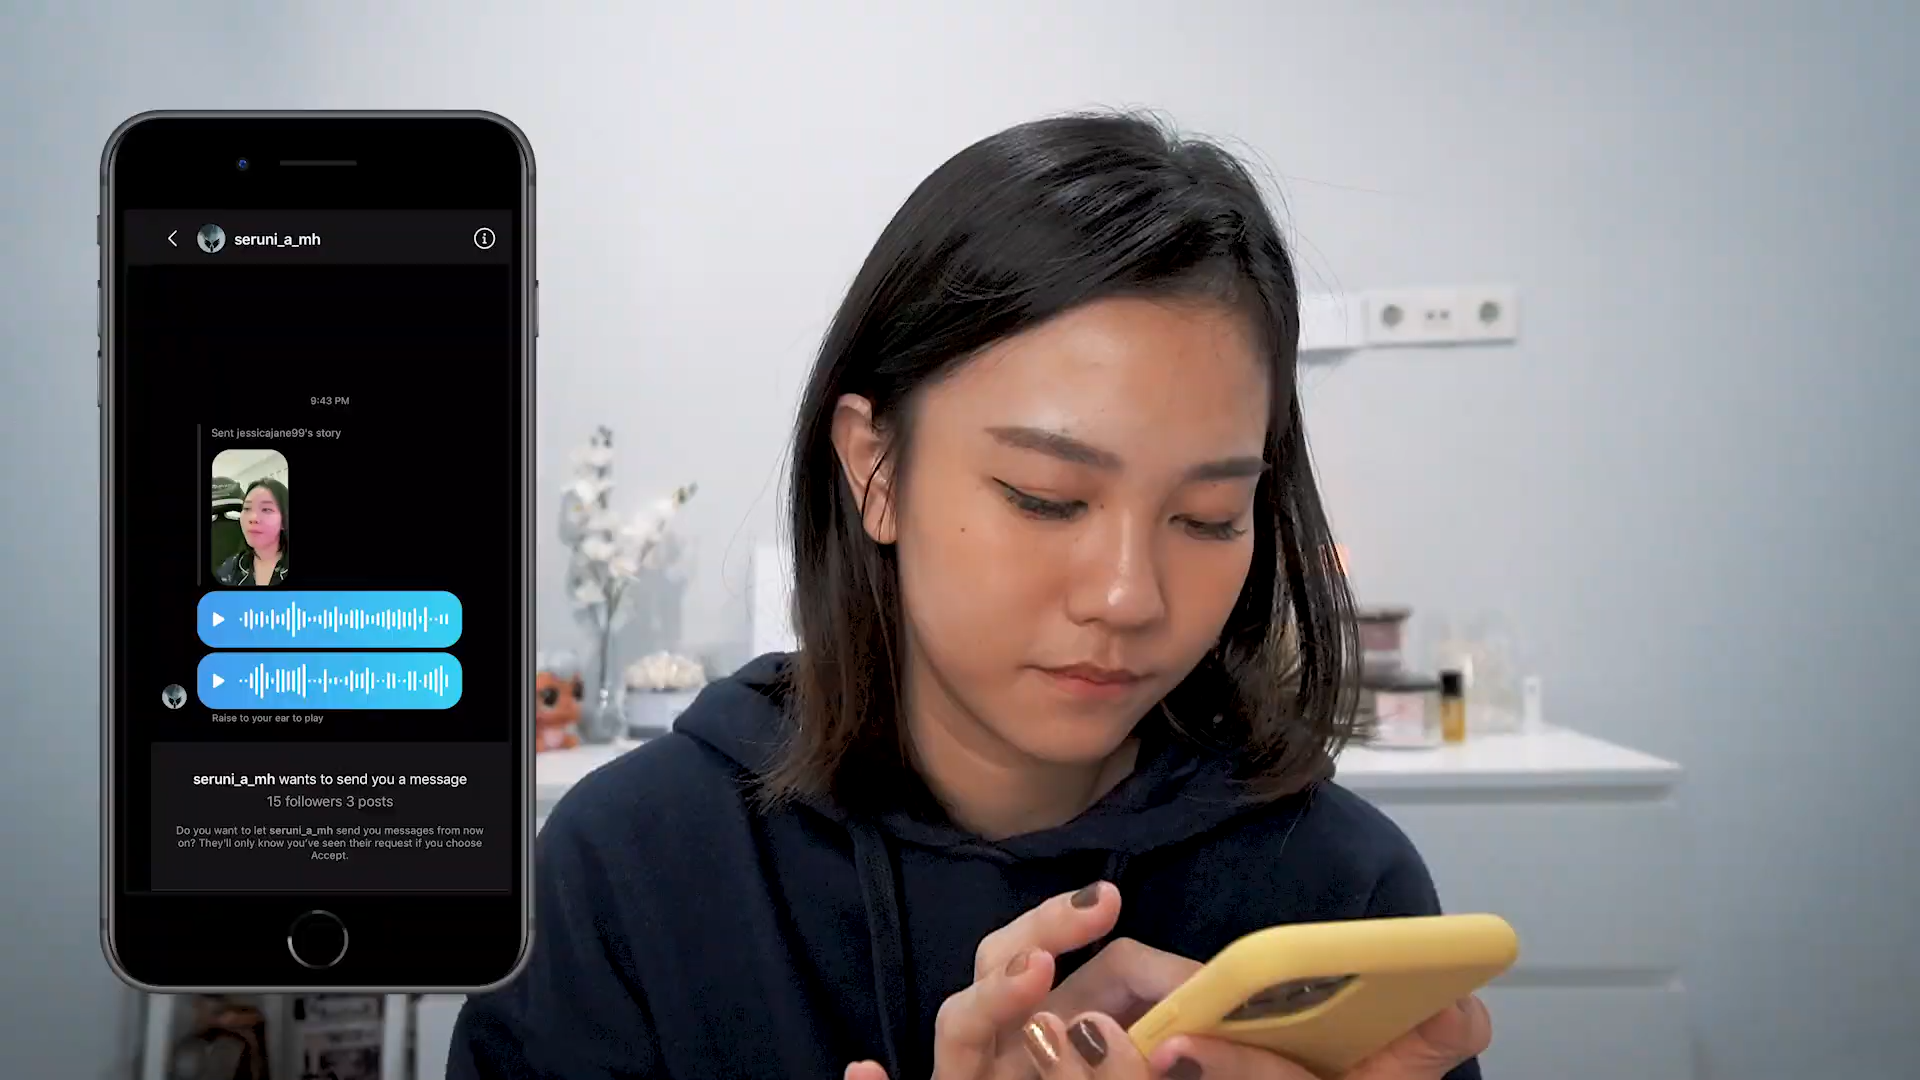 seruni_a_mh
9:43 PM
Sent jessicajane99's story
Raise to your ear to play
seruni_a_mh wants to send you a message
15 followers 3 posts
Do you want to let seruni_a_mh send you messages from now
on? They'll only know you've seen their request if you choose
Accept.